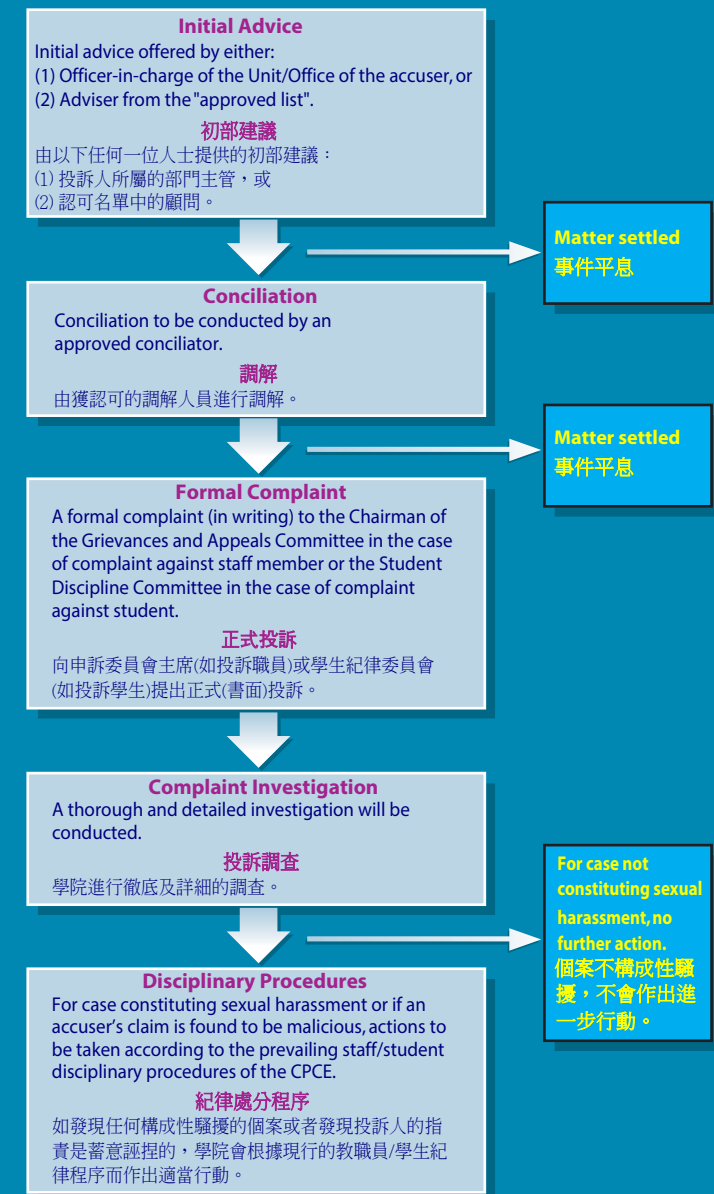 Initial Advice
Initial advice offered by either:
(1) Officer-in-charge of the Unit/Office of the accuser, or
(2) Adviser from the "approved list".
初部建議
由以下任何一位人士提供的初部建議：
(1) 投訴人所屬的部門主管，或
(2) 認可名單中的顧問。
Matter settled
事件平息
Conciliation
Conciliation to be conducted by an
approved conciliator.
調解
由獲認可的調解人員進行調解。
Matter settled
事件平息
Formal Complaint
A formal complaint (in writing) to the Chairman of
the Grievances and Appeals Committee in the case
of complaint against staff member or the Student
Discipline Committee in the case of complaint
against student.
正式投訴
向申訴委員會主席(如投訴職員)或學生紀律委員會
(如投訴學生)提出正式(書面)投訴。
Complaint Investigation
A thorough and detailed investigation will be
conducted.
投訴調查
學院進行徹底及詳細的調查。
For case not
constituting sexual
harassment, no
further action.
個案不構成性騷
擾，不會作出進
一步行動。
Disciplinary Procedures
For case constituting sexual harassment or if an
accuser's claim is found to be malicious, actions to
be taken according to the prevailing staff/student
disciplinary procedures of the CPCE.
紀律處分程序
如發現任何構成性騷擾的個案或者發現投訴人的指
責是蓄意誣捏的，學院會根據現行的教職員/學生紀
律程序而作出適當行動。